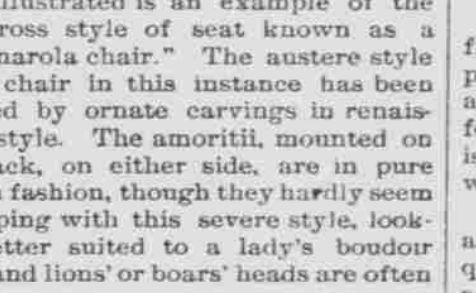 illustrated is an example of the
ross style of seat known as a
narola chair." The austere style
chair in this instance has been
ed by ornate carvings in renais-
style. The amoritii, mounted on
ack, on either side, are in pure
fashion, though they hardly seem
ping with this severe style, look-
etter suited to a lady's boudoir
and lions' or boars' heads are often